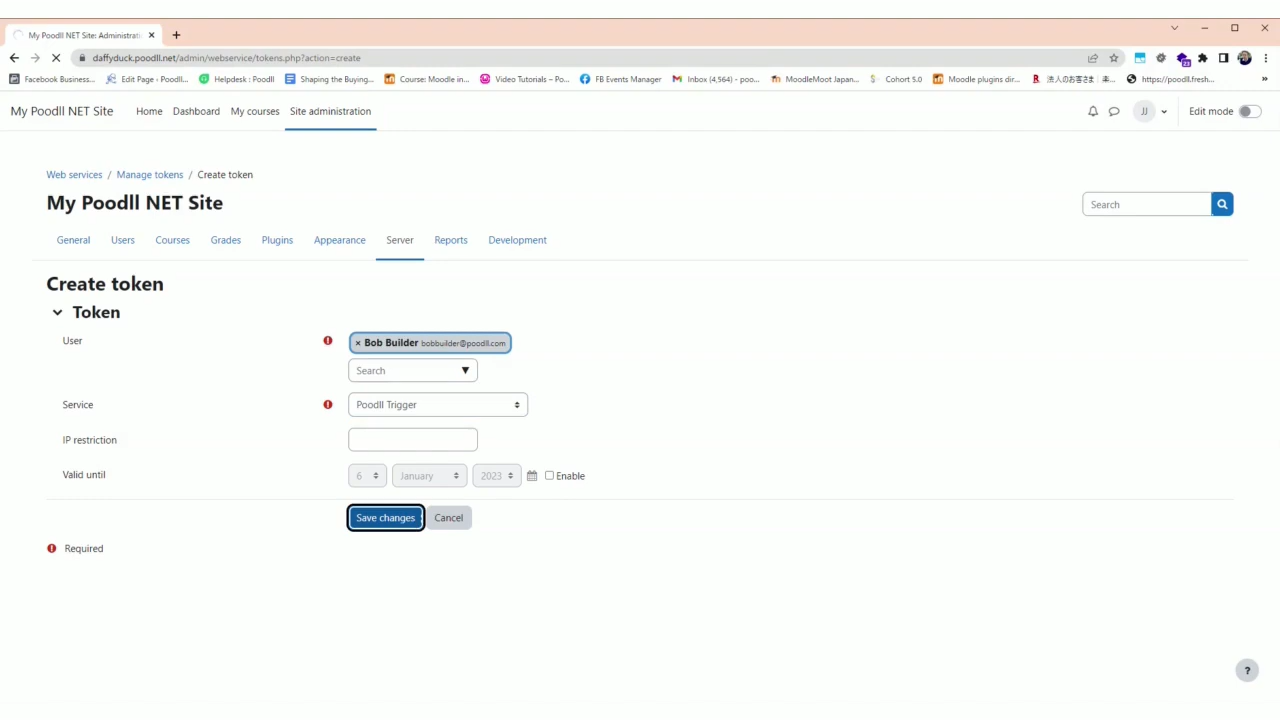 My Poodll NET Site: Administrati
daffyduck.poodll.net/admin/webservice/tokens.php?action=create
Facebook Business... Edit Page ‹ Poodll... Helpdesk : Poodll Shaping the Buying... Course: Moodle in... Video Tutorials – Po... FB Events Manager Inbox (4,564) - poo... MoodleMoot Japan... Cohort 5.0 Moodle plugins dir... 法人のお客さま | 楽... https://poodll.fresh...
My Poodll NET Site Home Dashboard My courses Site administration JJ Edit mode
Web services / Manage tokens / Create token
My Poodll NET Site
Search
General Users Courses Grades Plugins Appearance Server Reports Development
Create token
Token
User × Bob Builder bobbuilder@poodll.com
Search ▼
Service Poodll Trigger
IP restriction
Valid until 6 January 2023 Enable
Save changes Cancel
Required
?